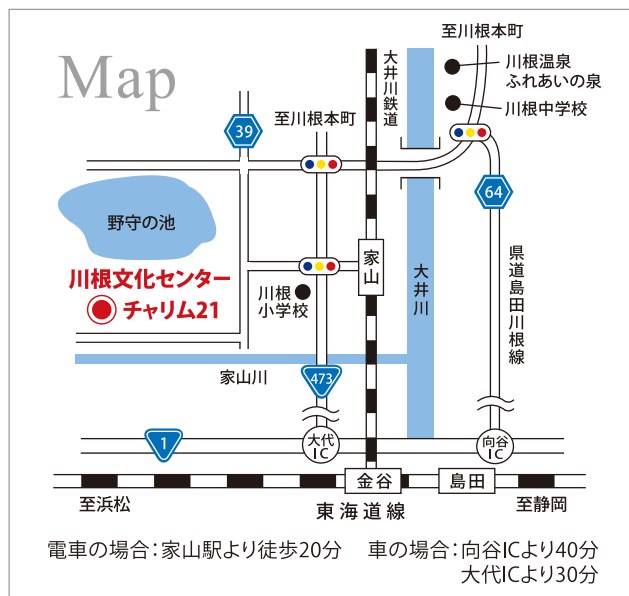 Map
至川根本町
川根温泉
ふれあいの泉
川根中学校
大井川鉄道
39
至川根本町
64
野守の池
家山
大井川
県道島田川根線
川根文化センター
チャリム21
川根
小学校
家山川
473
1
大代
IC
向谷
IC
金谷
島田
至浜松
東海道線
至静岡
電車の場合：家山駅より徒歩20分
車の場合：向谷ICより40分
大代ICより30分